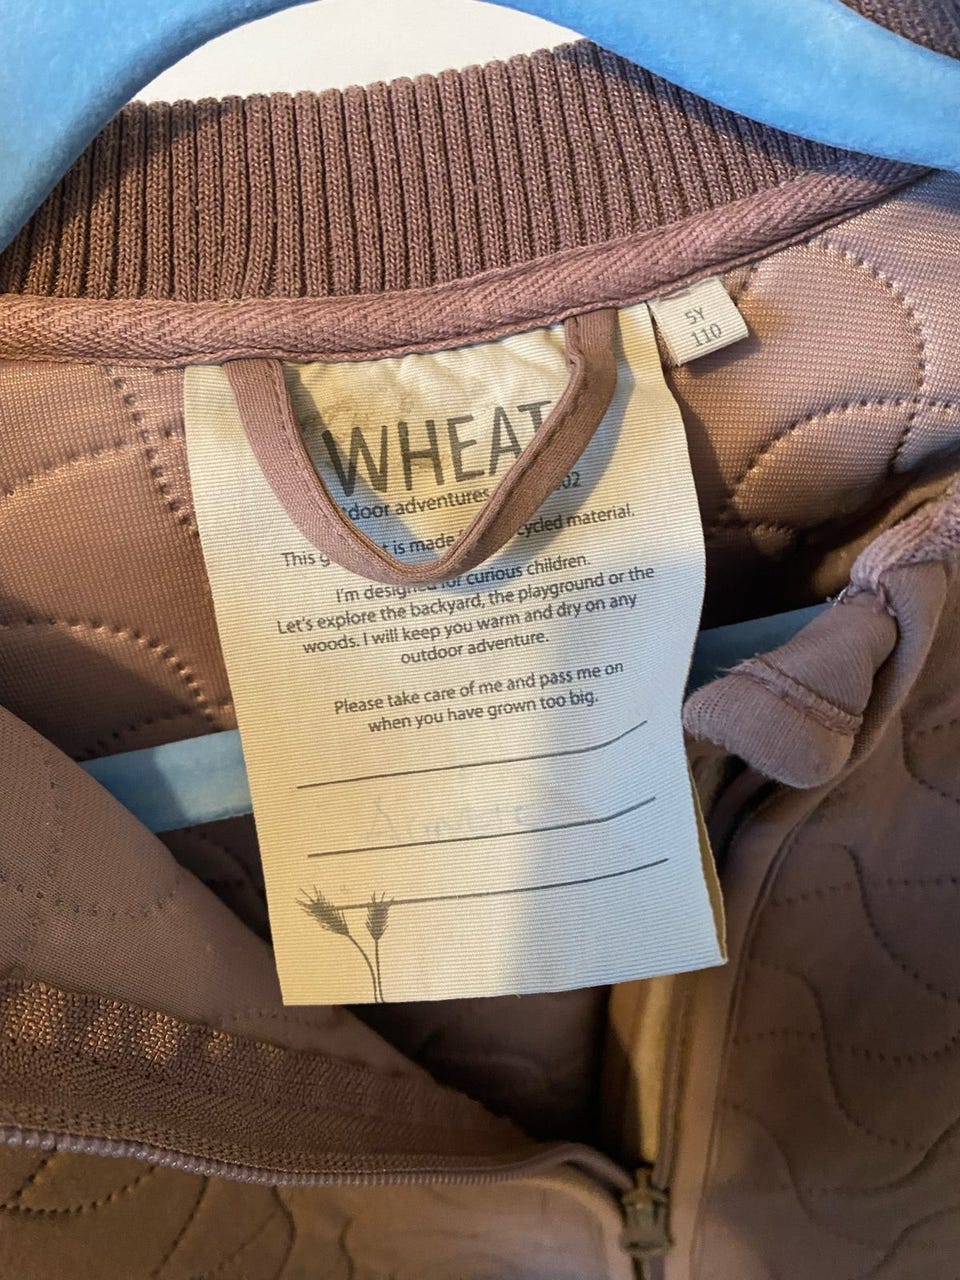 5Y
110
WHEAT
door adventures 02
This is made cycled material.
I'm designed for curious children.
Let's explore the backyard, the playground or the
woods. I will keep you warm and dry on any
outdoor adventure.
Please take care of me and pass me on
when you have grown too big.